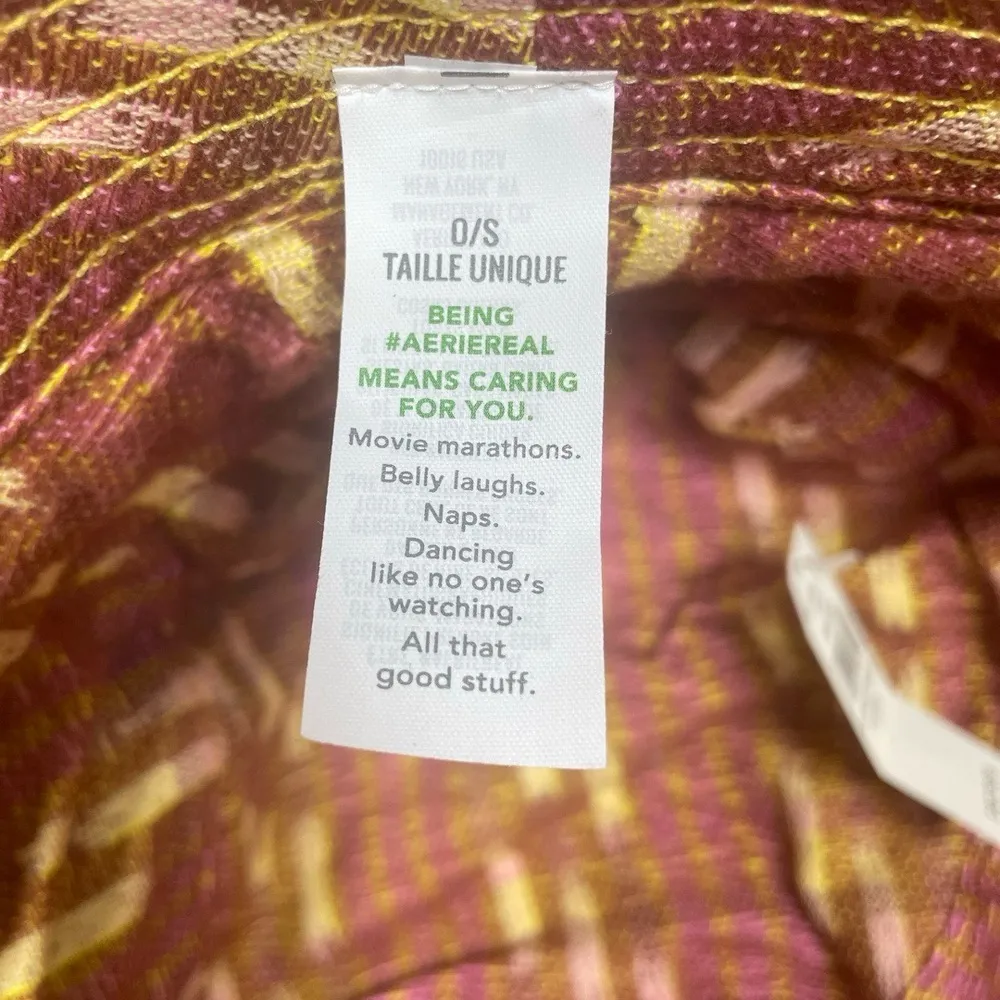 O/S
TAILLE UNIQUE
BEING
#AERIEREAL
MEANS CARING
FOR YOU.
Movie marathons.
Belly laughs.
Naps.
Dancing
like no one's
watching.
All that
good stuff.